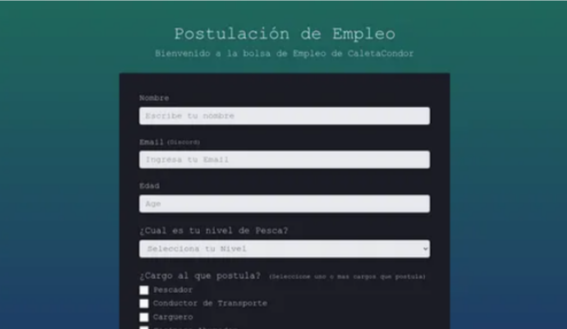 Postulación de Empleo
Bienvenido a la bolsa de Empleo de CaletaCondor
Nombre
Escribe tu nombre
Email (Discord)
Ingresa tu Email
Edad
Age
¿Cual es tu nivel de Pesca?
Selecciona tu Nivel
¿Cargo al que postula? (Seleccione uno o mas cargos que postula)
Pescador
Conductor de Transporte
Carguero